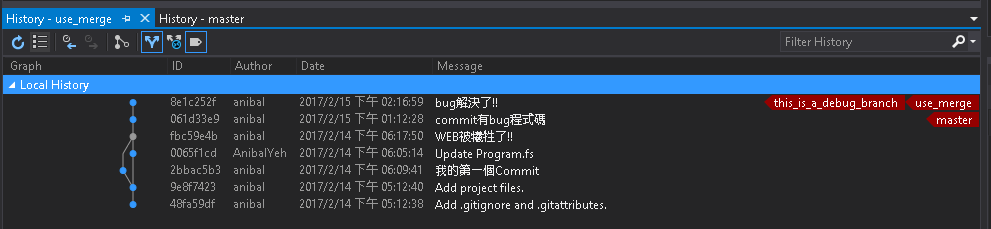 History - use_merge History - master
Filter History
Graph ID Author Date Message
Local History
8e1c252f anibal 2017/2/15 下午 02:16:59 bug解決了!! this_is_a_debug_branch use_merge
061d33e9 anibal 2017/2/15 下午 01:12:28 commit有bug程式碼 master
fbc59e4b anibal 2017/2/14 下午 06:17:50 WEB被犧牲了!!
0065f1cd AnibalYeh 2017/2/14 下午 06:05:14 Update Program.fs
2bbac5b3 anibal 2017/2/14 下午 06:09:41 我的第一個Commit
9e8f7423 anibal 2017/2/14 下午 05:12:40 Add project files.
48fa59df anibal 2017/2/14 下午 05:12:38 Add .gitignore and .gitattributes.